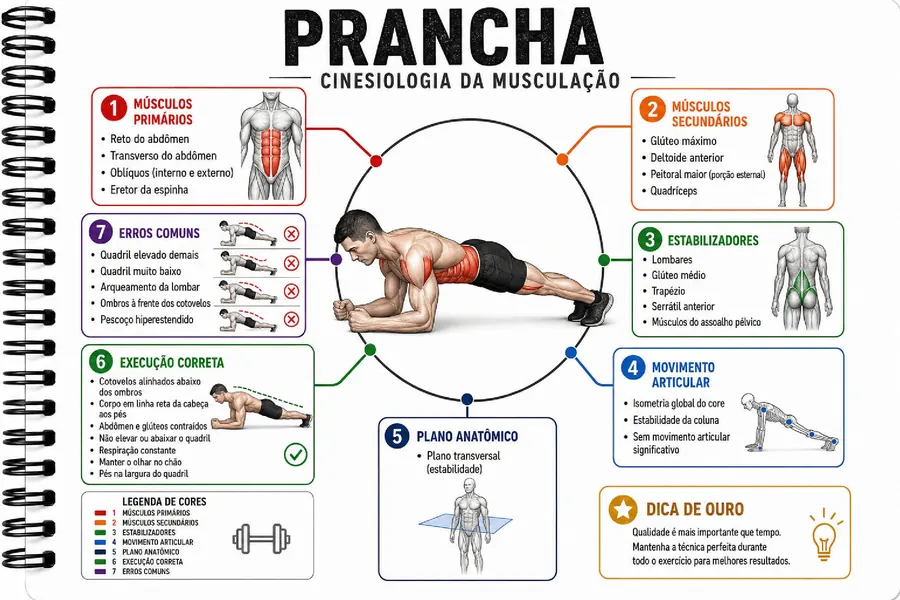 PRANCHA
CINESIOLOGIA DA MUSCULAÇÃO
1 MÚSCULOS
PRIMÁRIOS
• Reto do abdômen
• Transverso do abdômen
• Oblíquos (interno e externo)
• Eretor da espinha
2 MÚSCULOS
SECUNDÁRIOS
• Glúteo máximo
• Deltoide anterior
• Peitoral maior (porção esternal)
• Quadríceps
3 ESTABILIZADORES
• Lombares
• Glúteo médio
• Trapézio
• Serrátil anterior
• Músculos do assoalho pélvico
4 MOVIMENTO
ARTICULAR
• Isometria global do core
• Estabilidade da coluna
• Sem movimento articular
significativo
5 PLANO ANATÔMICO
• Plano transversal
(estabilidade)
6 EXECUÇÃO CORRETA
• Cotovelos alinhados abaixo
dos ombros
• Corpo em linha reta da cabeça
aos pés
• Abdômen e glúteos contraídos
• Não elevar ou abaixar o quadril
• Respiração constante
• Manter o olhar no chão
• Pés na largura do quadril
7 ERROS COMUNS
• Quadril elevado demais
• Quadril muito baixo
• Arqueamento da lombar
• Ombros à frente dos cotovelos
• Pescoço hiperestendido
LEGENDA DE CORES
1 MÚSCULOS PRIMÁRIOS
2 MÚSCULOS SECUNDÁRIOS
3 ESTABILIZADORES
4 MOVIMENTO ARTICULAR
5 PLANO ANATÔMICO
6 EXECUÇÃO CORRETA
7 ERROS COMUNS
DICA DE OURO
Qualidade é mais importante que tempo.
Mantenha a técnica perfeita durante
todo o exercício para melhores resultados.